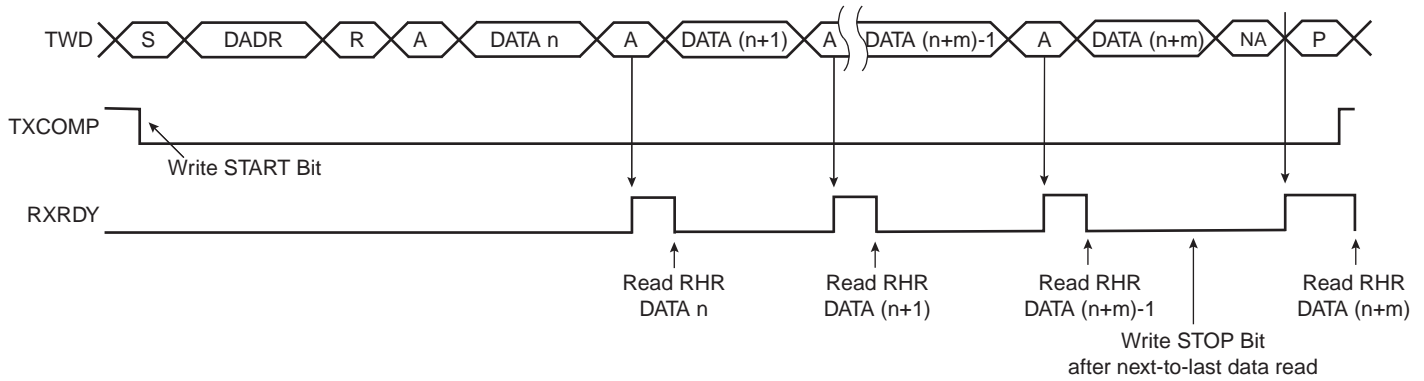 TWD S DADR R A DATA n A DATA (n+1) A DATA (n+m)-1 A DATA (n+m) NA P
TXCOMP
Write START Bit
RXRDY
Read RHR
DATA n
Read RHR
DATA (n+1)
Read RHR
DATA (n+m)-1
Read RHR
DATA (n+m)
Write STOP Bit
after next-to-last data read